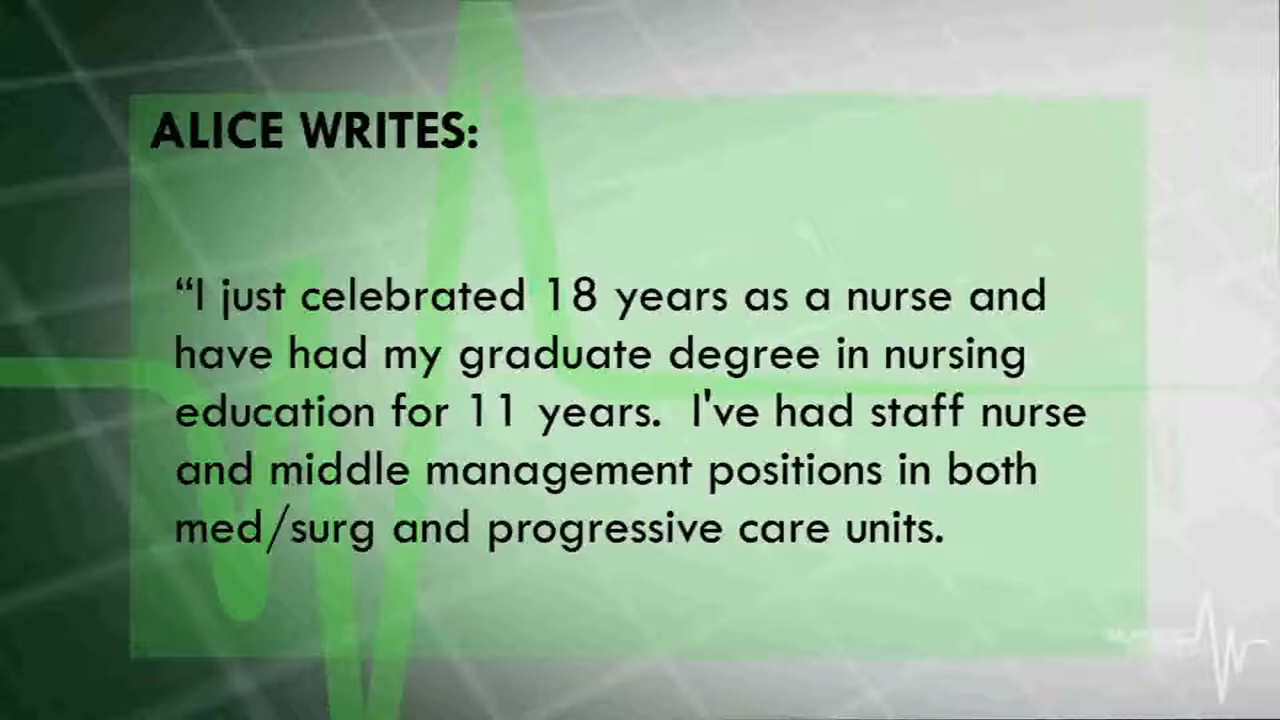 ALICE WRITES:
“I just celebrated 18 years as a nurse and
have had my graduate degree in nursing
education for 11 years.  I've had staff nurse
and middle management positions in both
med/surg and progressive care units.